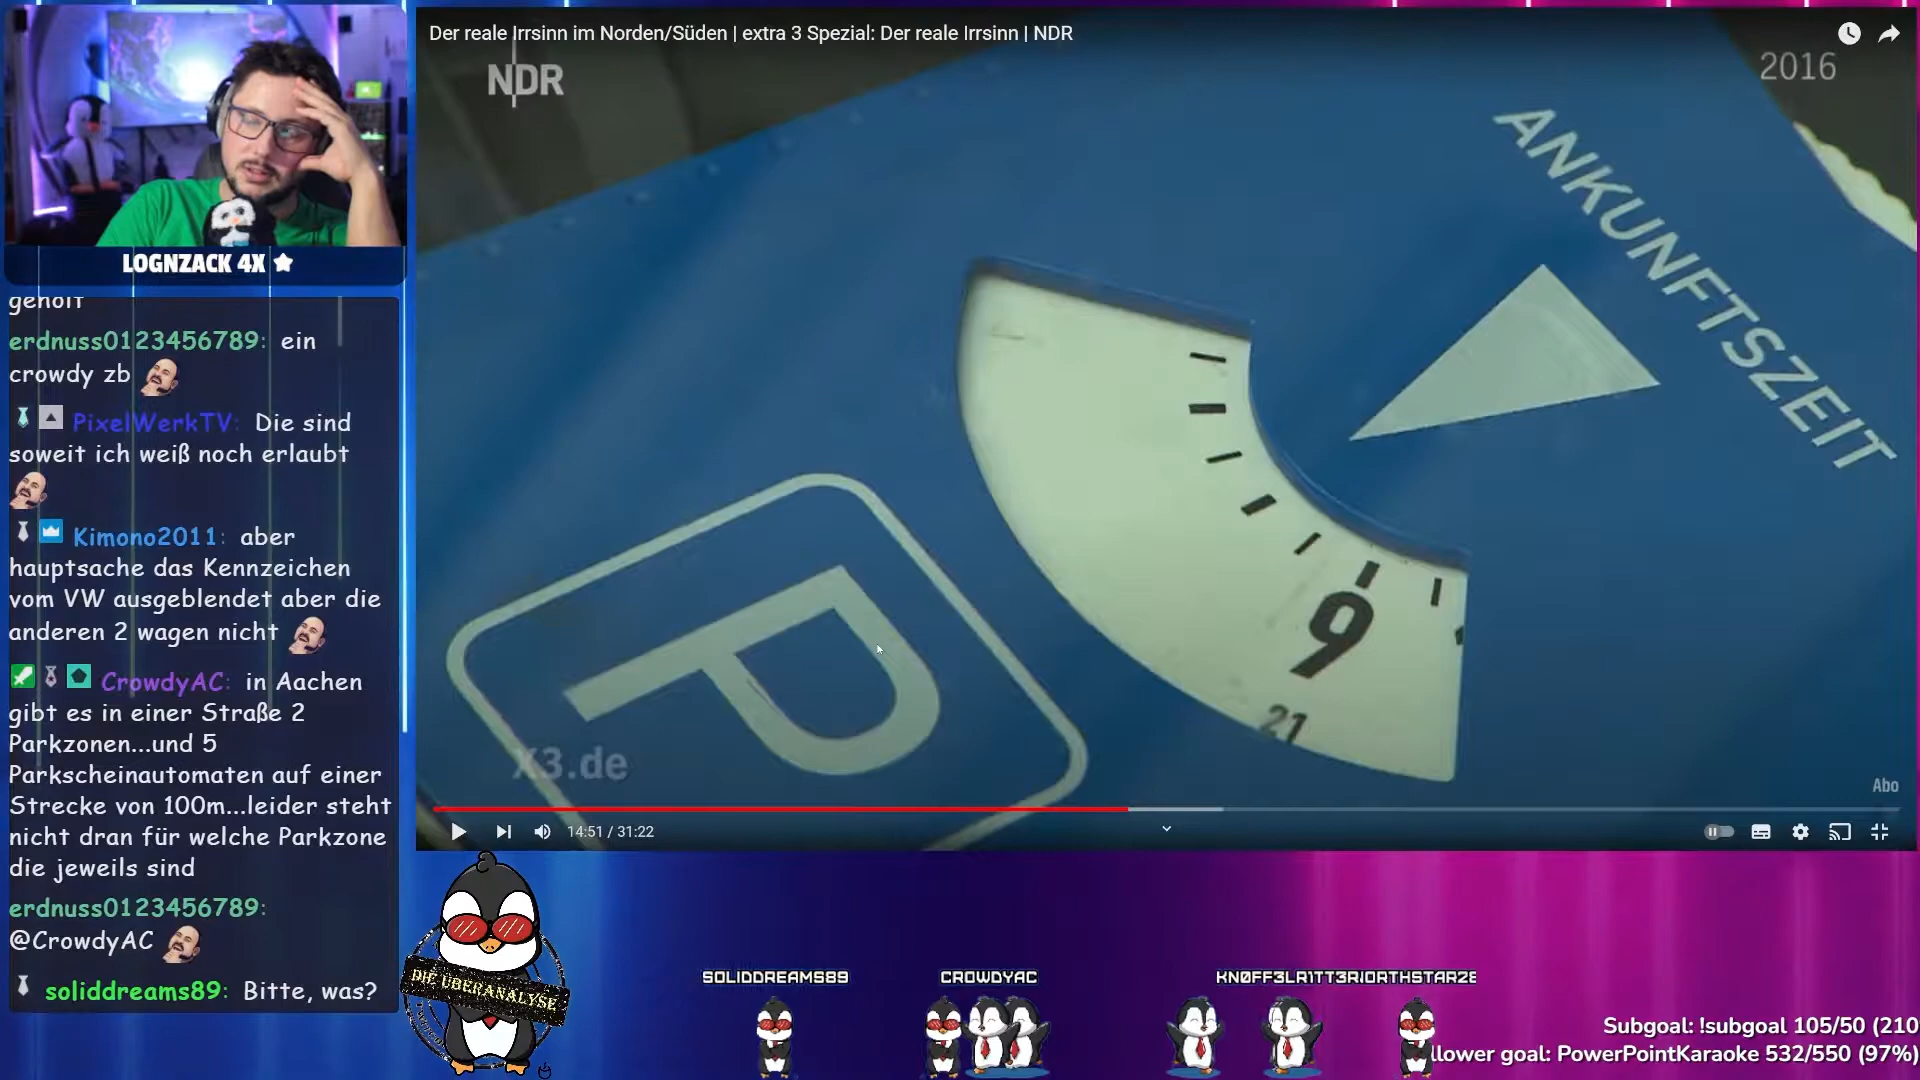 Der reale Irrsinn im Norden/Süden | extra 3 Spezial: Der reale Irrsinn | NDR
NDR
2016
ANKUNFTSZEIT
9
21
P
X3.de
Abo
14:51 / 31:22
LOGNZACK 4X
geholt
erdnuss0123456789: ein
crowdy zb
PixelWerkTV: Die sind
soweit ich weiß noch erlaubt
Kimono2011: aber
hauptsache das Kennzeichen
vom VW ausgeblendet aber die
anderen 2 wagen nicht
CrowdyAC: in Aachen
gibt es in einer Straße 2
Parkzonen...und 5
Parkscheinautomaten auf einer
Strecke von 100m...leider steht
nicht dran für welche Parkzone
die jeweils sind
erdnuss0123456789:
@CrowdyAC
soliddreams89: Bitte, was?
DIE ÜBERANALYSE
SOLIDDREAMS89
CROWDYAC
KN0FF3LR1TT3R
ORTHSTAR28
Subgoal: !subgoal 105/50 (210
llower goal: PowerPointKaraoke 532/550 (97%)